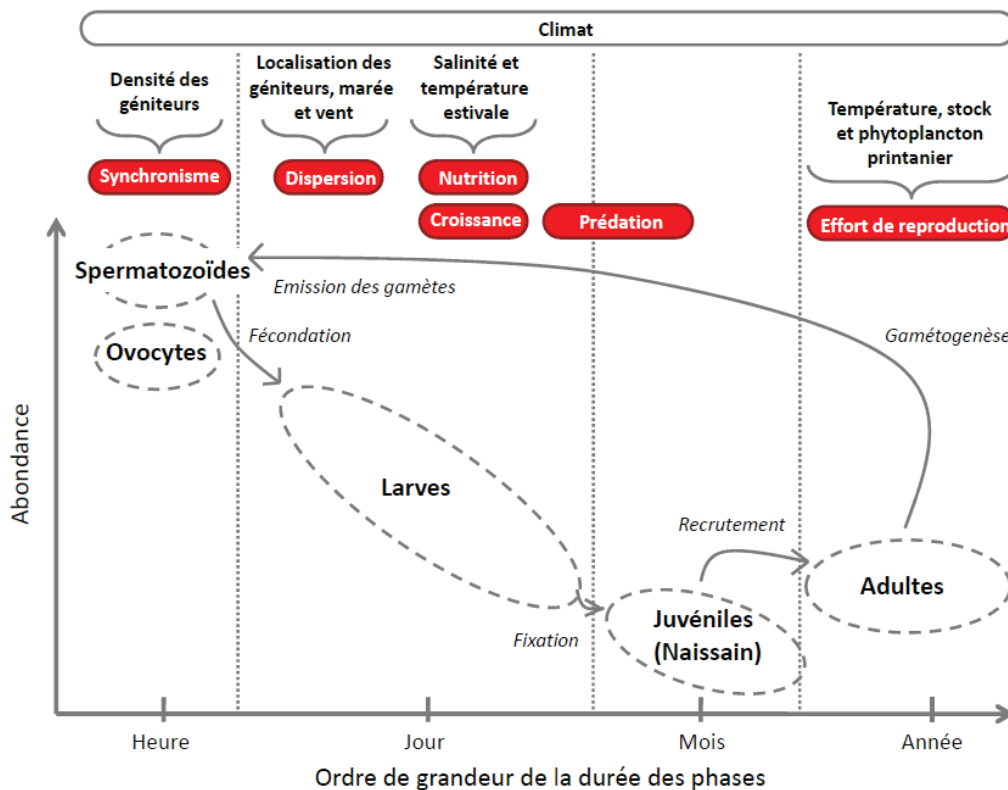 Climat
Densité des
géniteurs
Localisation des
géniteurs, marée
et vent
Salinité et
température
estivale
Température, stock
et phytoplancton
printanier
Synchronisme
Dispersion
Nutrition
Croissance
Prédation
Effort de reproduction
Abondance
Spermatozoïdes
Ovocytes
Emission des gamètes
Fécondation
Gamétogenèse
Larves
Recrutement
Adultes
Fixation
Juvéniles
(Naissain)
Heure
Jour
Mois
Année
Ordre de grandeur de la durée des phases